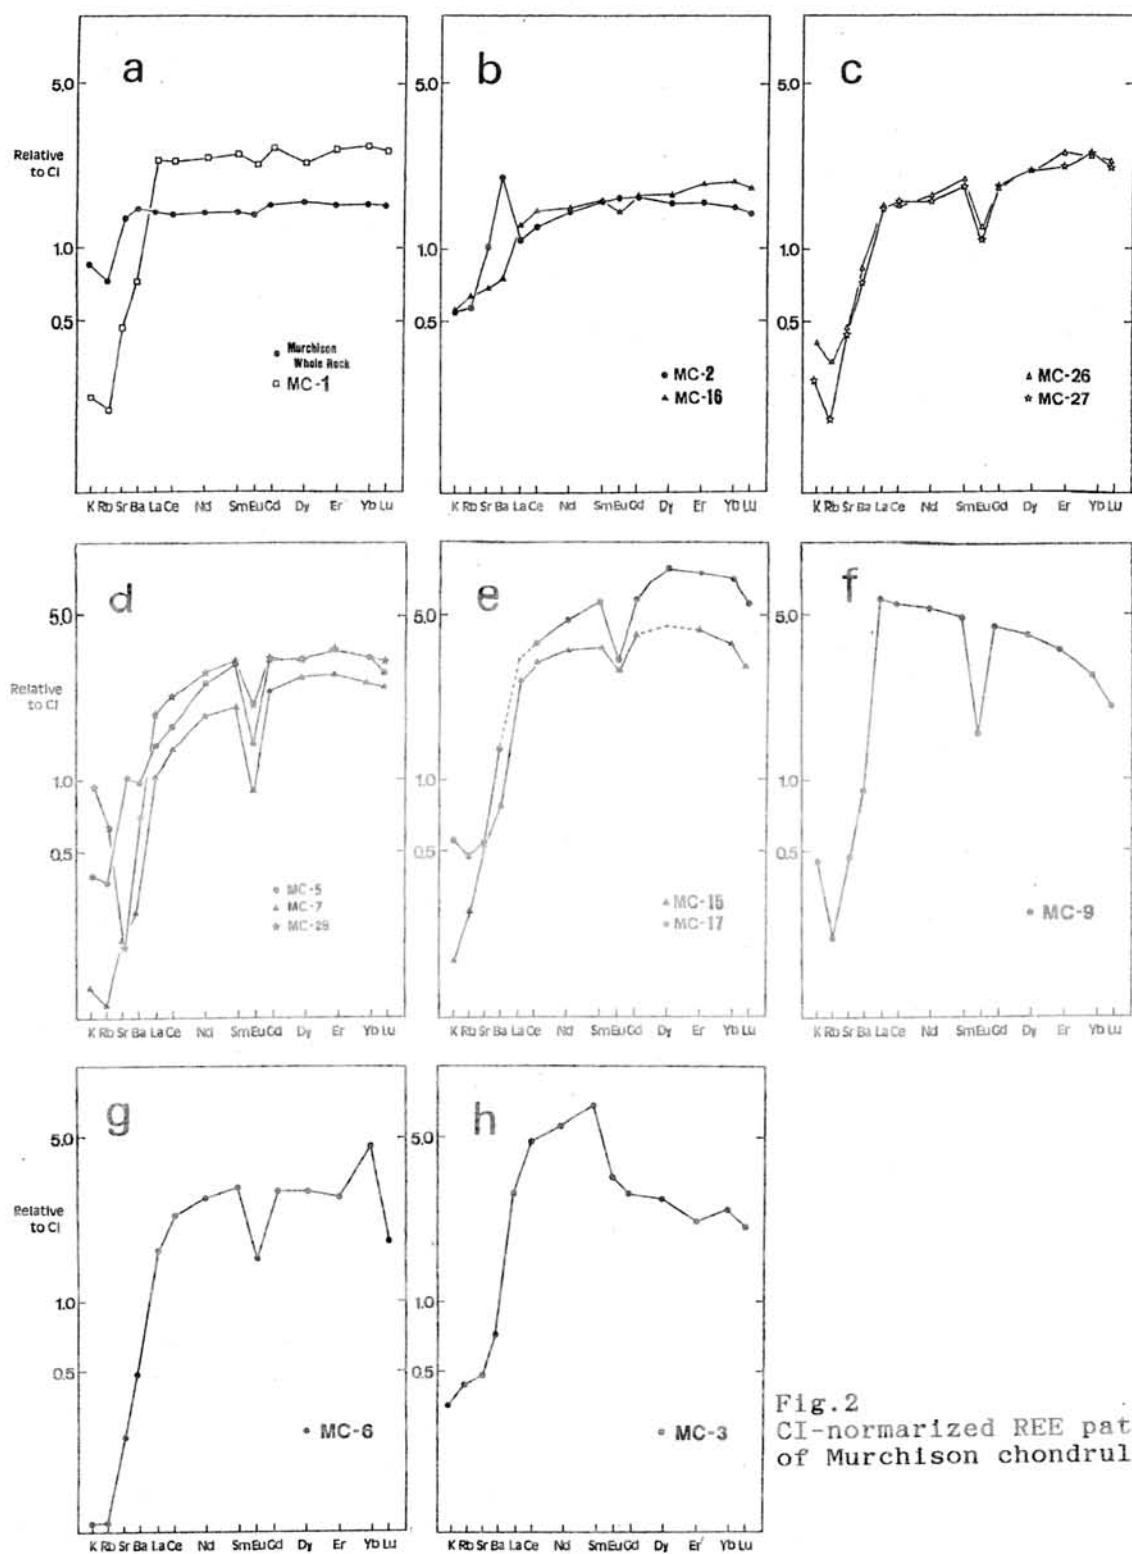 a
5.0
Relative
to CI
1.0
0.5
Murchison
Whole Rock
MC-1
K Rb Sr Ba La Ce Nd Sm Eu Gd Dy Er Yb Lu
b
5.0
1.0
0.5
MC-2
MC-16
K Rb Sr Ba La Ce Nd Sm Eu Gd Dy Er Yb Lu
c
5.0
1.0
0.5
MC-26
MC-27
K Rb Sr Ba La Ce Nd Sm Eu Gd Dy Er Yb Lu
d
5.0
Relative
to CI
1.0
0.5
MC-5
MC-7
K Rb Sr Ba La Ce Nd Sm Eu Gd Dy Er Yb Lu
e
5.0
1.0
0.5
MC-15
MC-17
K Rb Sr Ba La Ce Nd Sm Eu Gd Dy Er Yb Lu
f
5.0
1.0
0.5
MC-9
K Rb Sr Ba La Ce Nd Sm Eu Gd Dy Er Yb Lu
g
5.0
Relative
to CI
1.0
0.5
MC-6
K Rb Sr Ba La Ce Nd Sm Eu Gd Dy Er Yb Lu
h
5.0
1.0
0.5
MC-3
K Rb Sr Ba La Ce Nd Sm Eu Gd Dy Er Yb Lu
Fig.2
CI-normarized REE pat
of Murchison chondrul